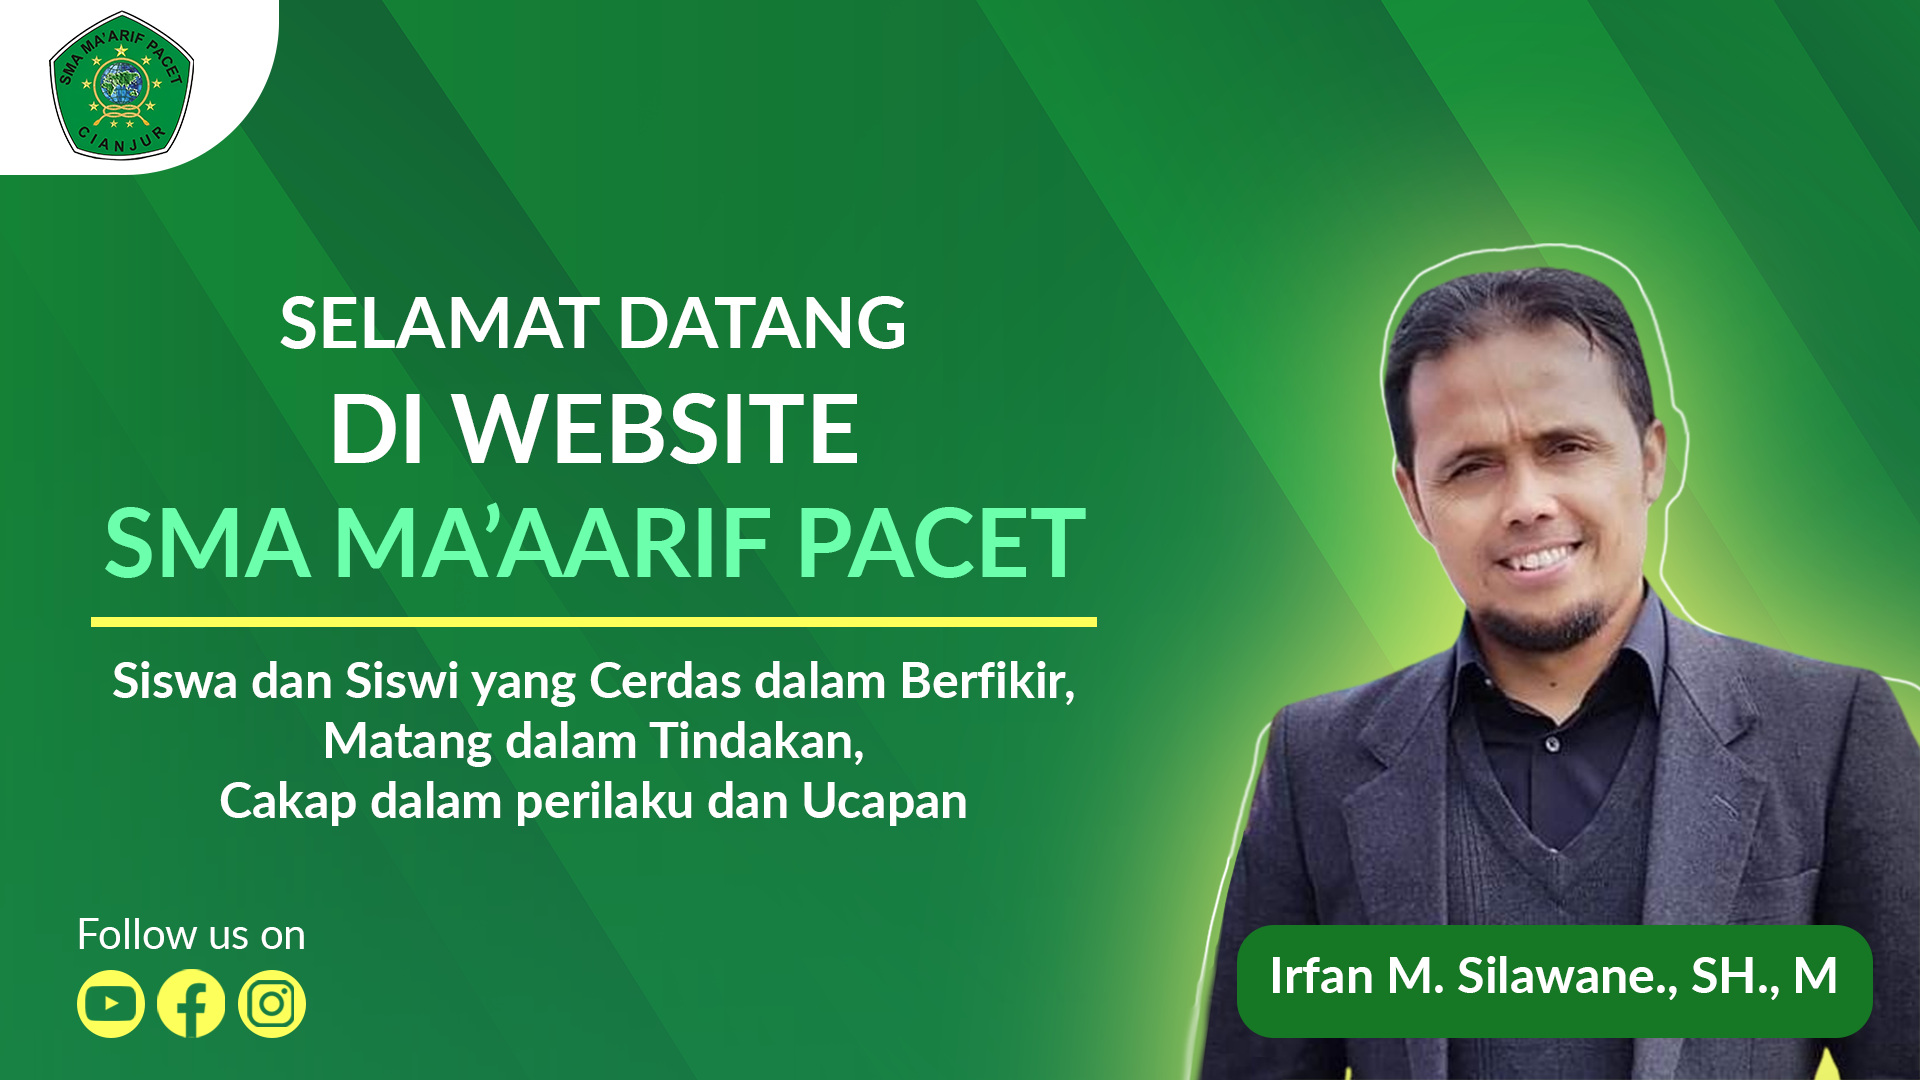 SMA MA'ARIF PACET
CIANJUR
SELAMAT DATANG
DI WEBSITE
SMA MA’AARIF PACET
Siswa dan Siswi yang Cerdas dalam Berfikir,
Matang dalam Tindakan,
Cakap dalam perilaku dan Ucapan
Follow us on
Irfan M. Silawane., SH., M